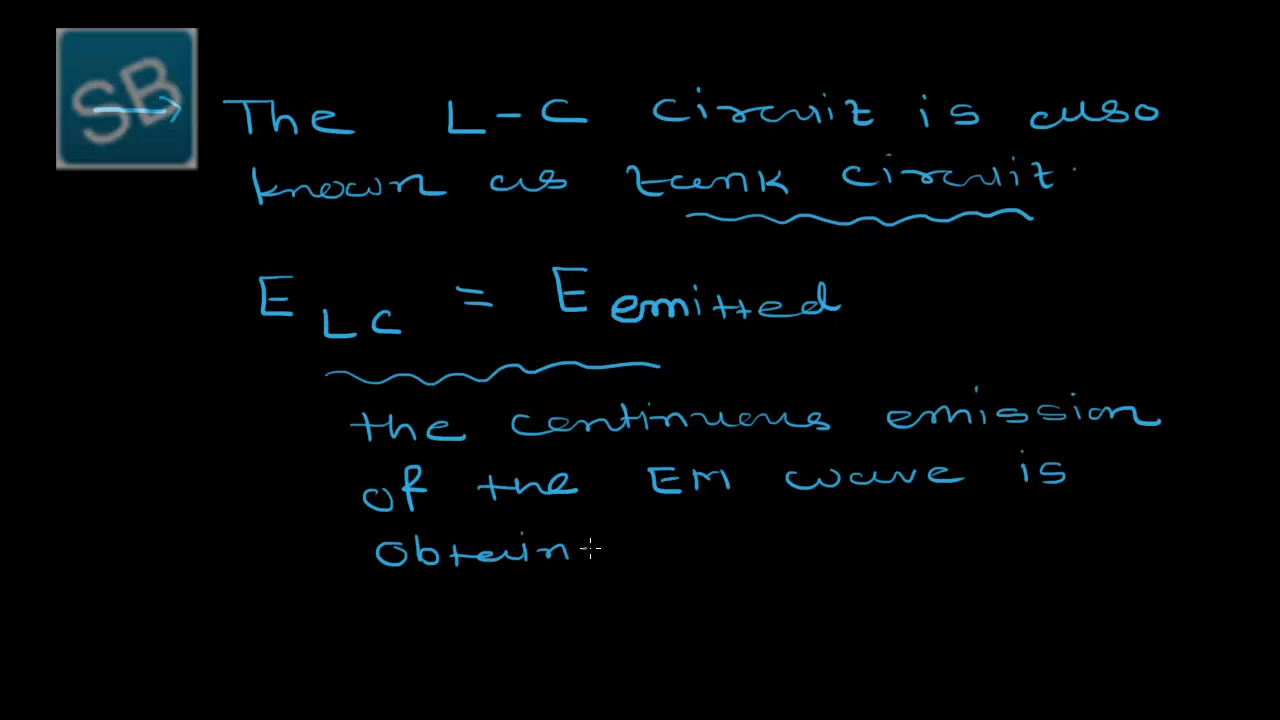 SB
→ The L-C circuit is also
known as tank circuit.
E LC = E emitted
the continuous emission
of the EM wave is
obtain